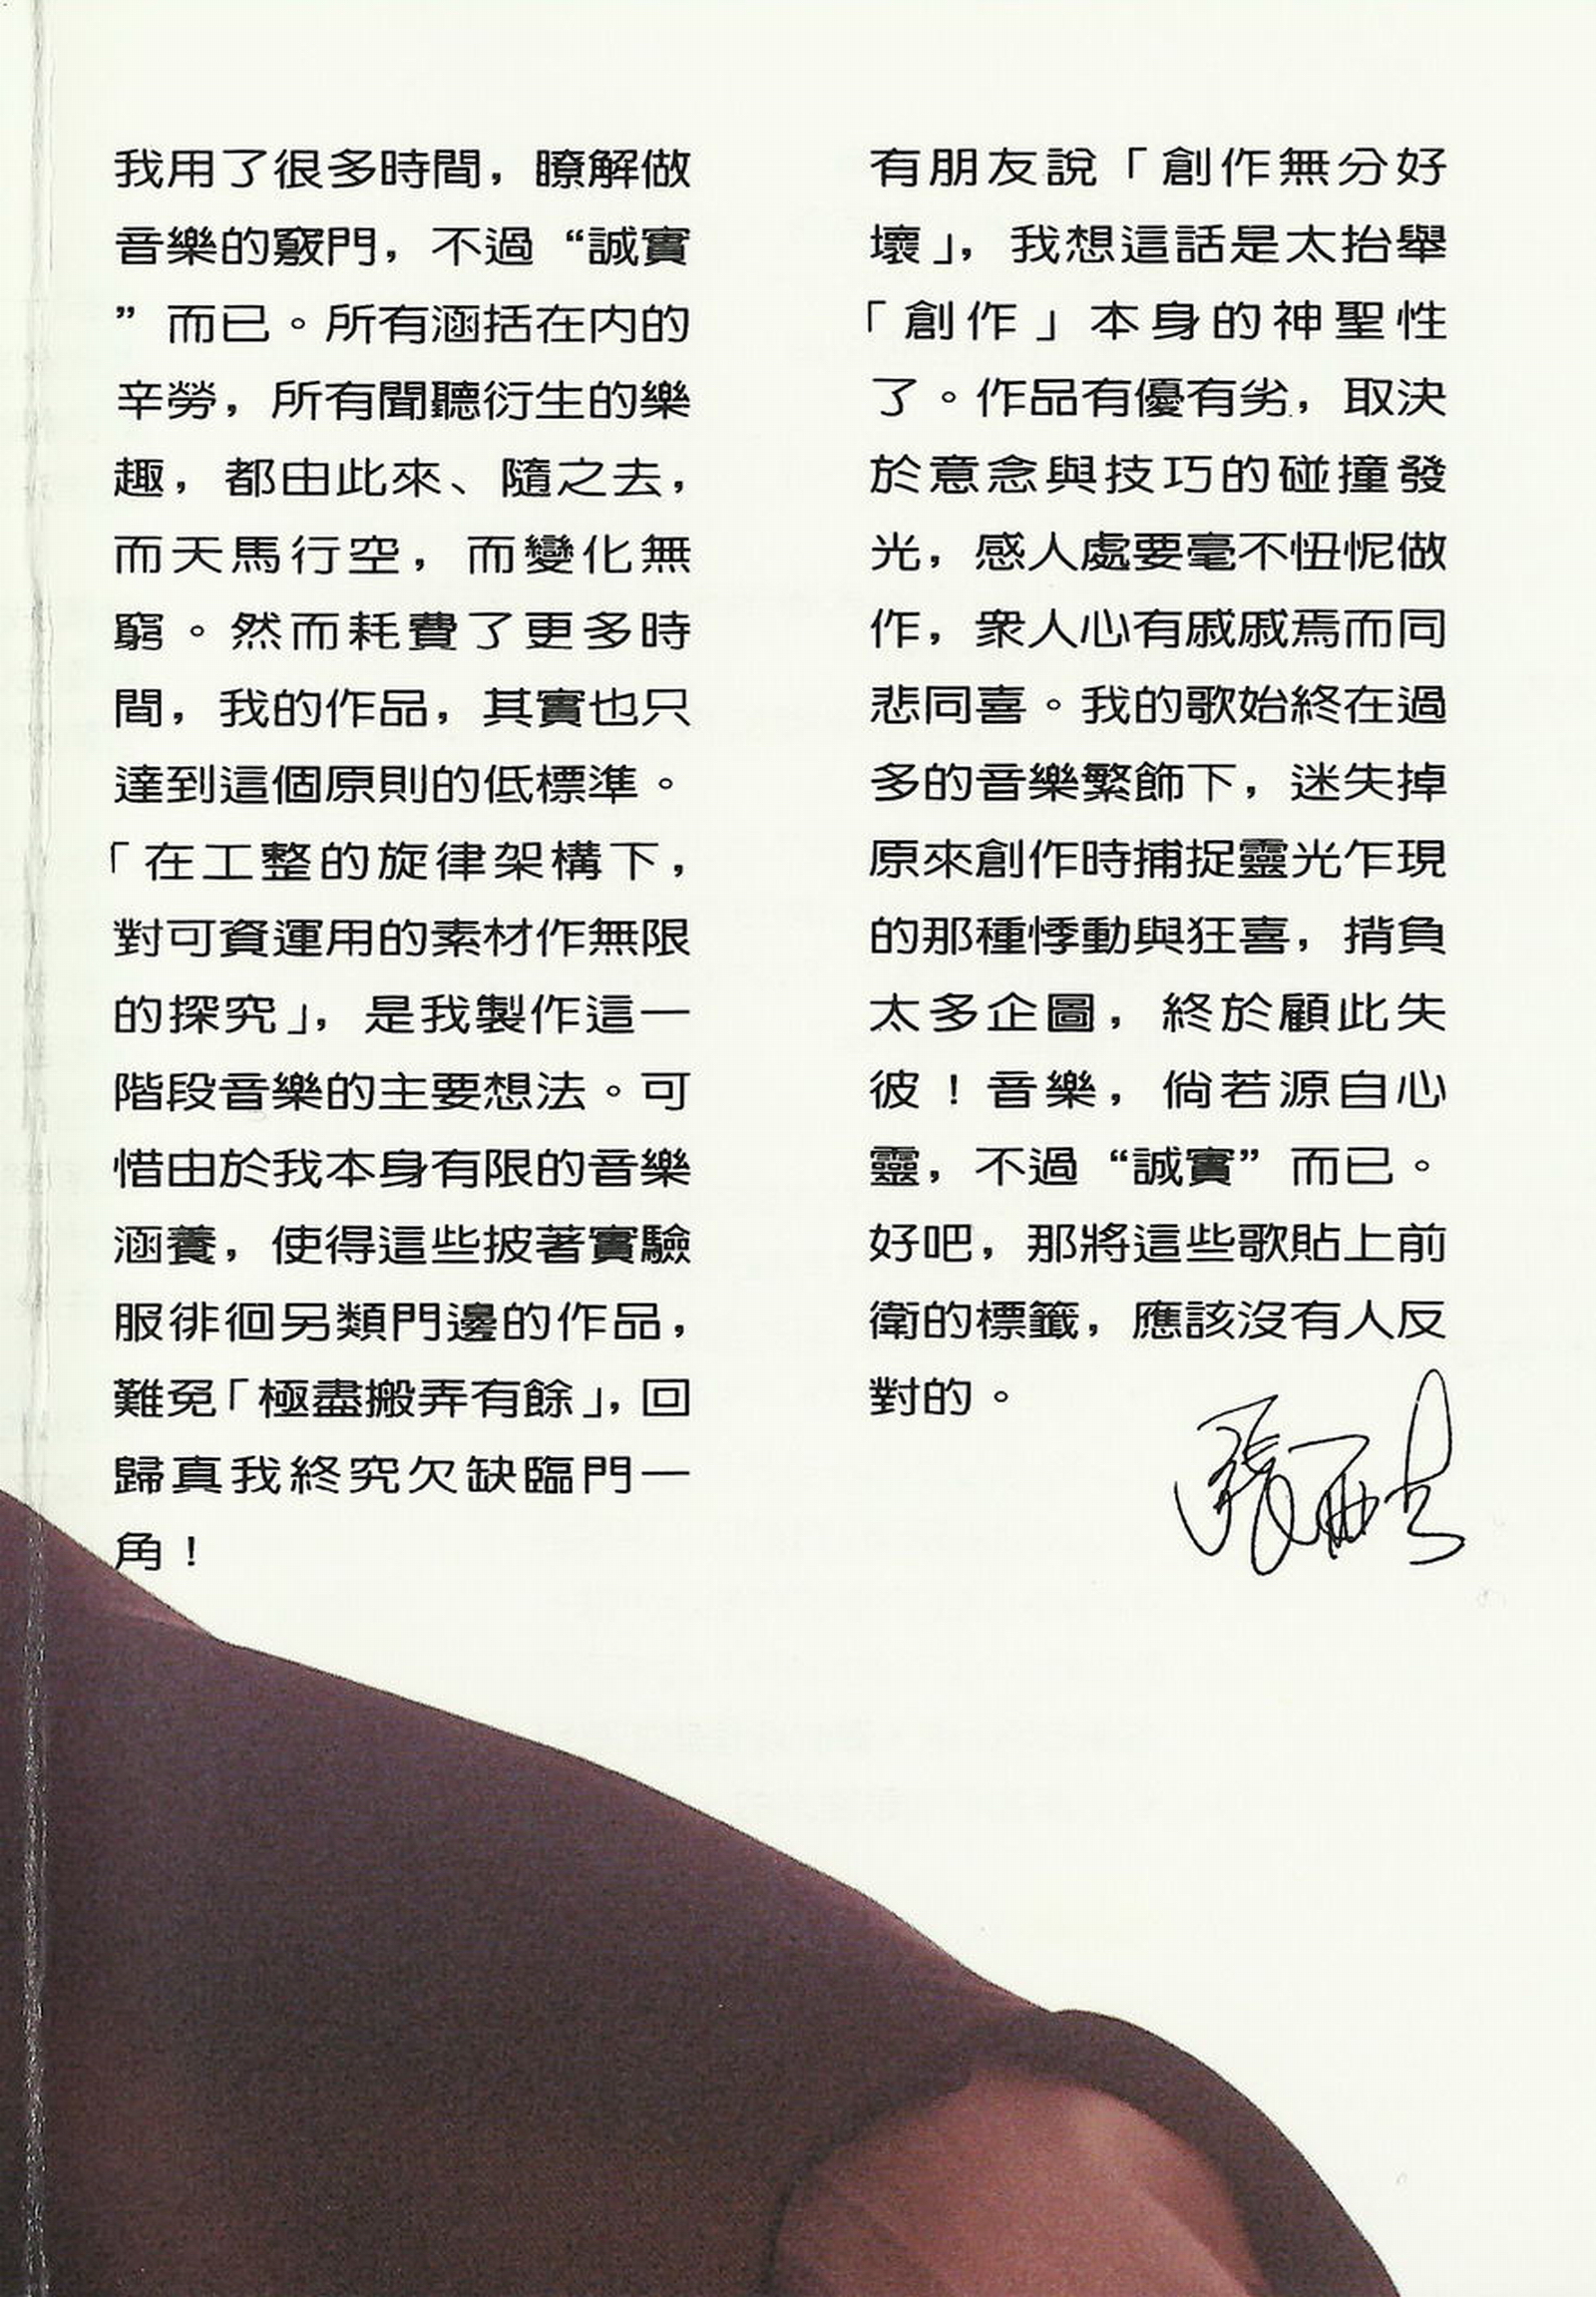 我用了很多時間，瞭解做
音樂的竅門，不過“誠實
”而已。所有涵括在内的
辛勞，所有聞聽衍生的樂
趣，都由此來、隨之去，
而天馬行空，而變化無
窮。然而耗費了更多時
間，我的作品，其實也只
達到這個原則的低標準。
「在工整的旋律架構下，
對可資運用的素材作無限
的探究」，是我製作這一
階段音樂的主要想法。可
惜由於我本身有限的音樂
涵養，使得這些披著實驗
服徘徊另類門邊的作品，
難免「極盡搬弄有餘」，回
歸真我終究欠缺臨門一
角！
有朋友說「創作無分好
壞」，我想這話是太抬舉
「創作」本身的神聖性
了。作品有優有劣，取決
於意念與技巧的碰撞發
光，感人處要毫不忸怩做
作，衆人心有戚戚焉而同
悲同喜。我的歌始終在過
多的音樂繁飾下，迷失掉
原來創作時捕捉靈光乍現
的那種悸動與狂喜，揹負
太多企圖，終於顧此失
彼！音樂，倘若源自心
靈，不過“誠實”而已。
好吧，那將這些歌貼上前
衛的標籤，應該沒有人反
對的。